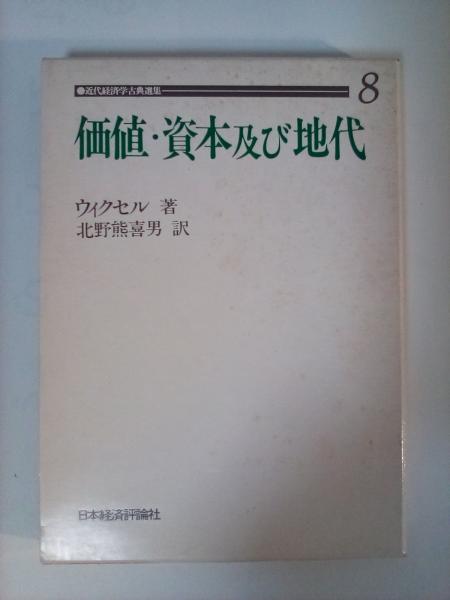 ●近代経済学古典選集
8
価値・資本及び地代
ウィクセル 著
北野熊喜男 訳
日本経済評論社